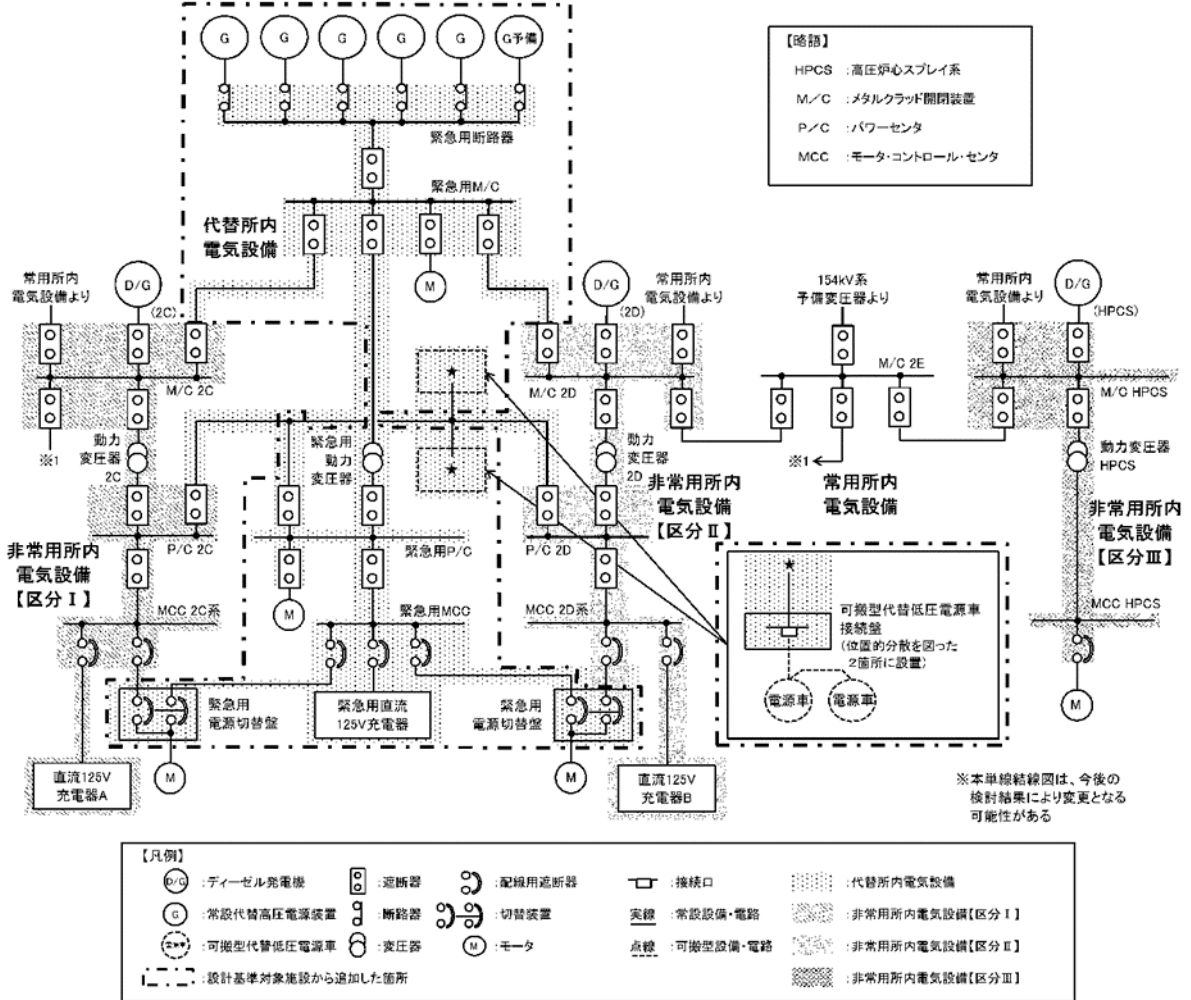 G
G
G
G
G
G予備
緊急用断路器
緊急用M/C
代替所内
電気設備
M
【略語】
HPCS :高圧炉心スプレイ系
M/C :メタルクラッド開閉装置
P/C :パワーセンタ
MCC :モータ・コントロール・センタ
常用所内
電気設備より
D/G
(2C)
M/C 2C
※1
動力
変圧器
2C
P/C 2C
非常用所内
電気設備
【区分Ⅰ】
MCC 2C系
緊急用
動力
変圧器
緊急用P/C
M
緊急用MCC
緊急用
電源切替盤
M
緊急用直流
125V充電器
緊急用
電源切替盤
M
直流125V
充電器A
D/G
(2D)
常用所内
電気設備より
M/C 2D
動力
変圧器
2D
非常用所内
電気設備
【区分Ⅱ】
P/C 2D
MCC 2D系
直流125V
充電器B
154kV系
予備変圧器より
M/C 2E
※1
常用所内
電気設備
常用所内
電気設備より
D/G
(HPCS)
M/C HPCS
動力変圧器
HPCS
非常用所内
電気設備
【区分Ⅲ】
MCC HPCS
M
★
★
★
可搬型代替低圧電源車
接続盤
(位置的分散を図った
2箇所に設置)
電源車
電源車
※本単線結線図は、今後の
検討結果により変更となる
可能性がある
【凡例】
D/G :ディーゼル発電機
:遮断器
:配線用遮断器
:接続口
:代替所内電気設備
G :常設代替高圧電源装置
:断路器
:切替装置
実線 :常設設備・電路
:非常用所内電気設備【区分Ⅰ】
電源車 :可搬型代替低圧電源車
:変圧器
M :モータ
点線 :可搬型設備・電路
:非常用所内電気設備【区分Ⅱ】
:設計基準対象施設から追加した箇所
:非常用所内電気設備【区分Ⅲ】